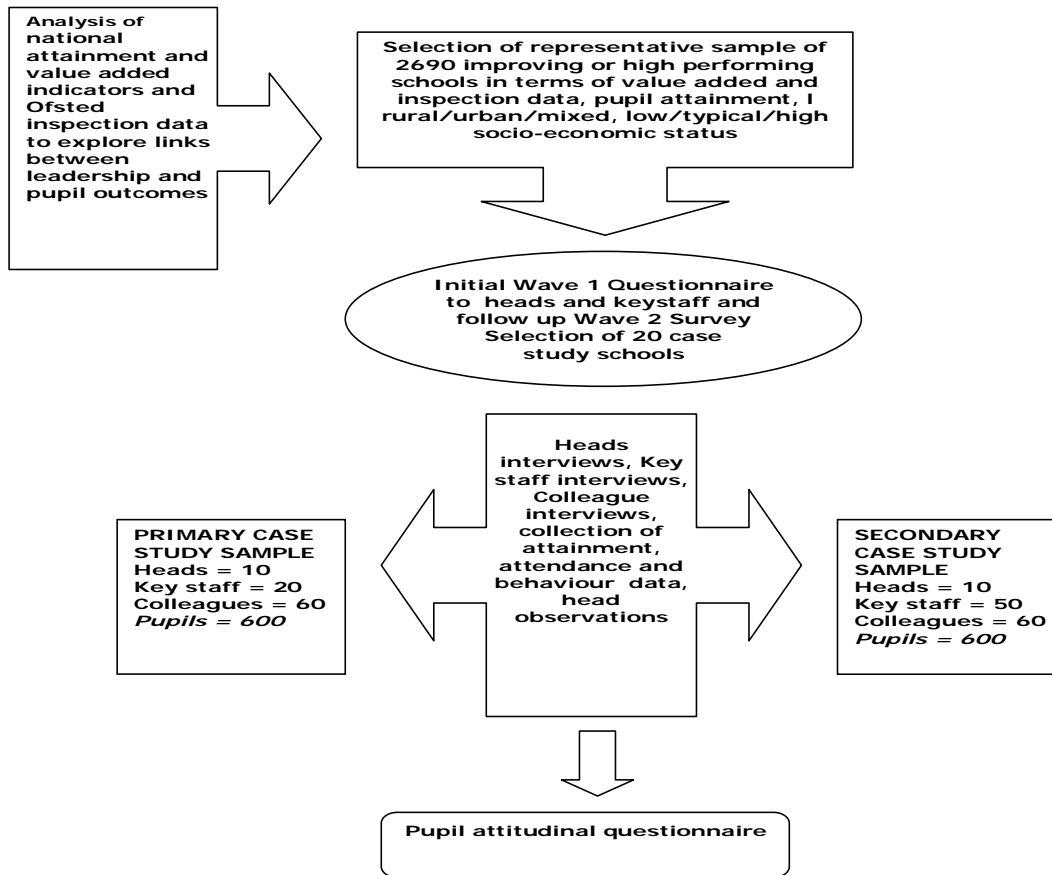 Analysis of
national
attainment and
value added
indicators and
Ofsted
inspection data
to explore links
between
leadership and
pupil outcomes
Selection of representative sample of
2690 improving or high performing
schools in terms of value added and
inspection data, pupil attainment, I
rural/urban/mixed, low/typical/high
socio-economic status
Initial Wave 1 Questionnaire
to heads and keystaff and
follow up Wave 2 Survey
Selection of 20 case
study schools
Heads
interviews, Key
staff interviews,
Colleague
interviews,
collection of
attainment,
attendance and
behaviour data,
head
observations
PRIMARY CASE
STUDY SAMPLE
Heads = 10
Key staff = 20
Colleagues = 60
Pupils = 600
SECONDARY
CASE STUDY
SAMPLE
Heads = 10
Key staff = 50
Colleagues = 60
Pupils = 600
Pupil attitudinal questionnaire